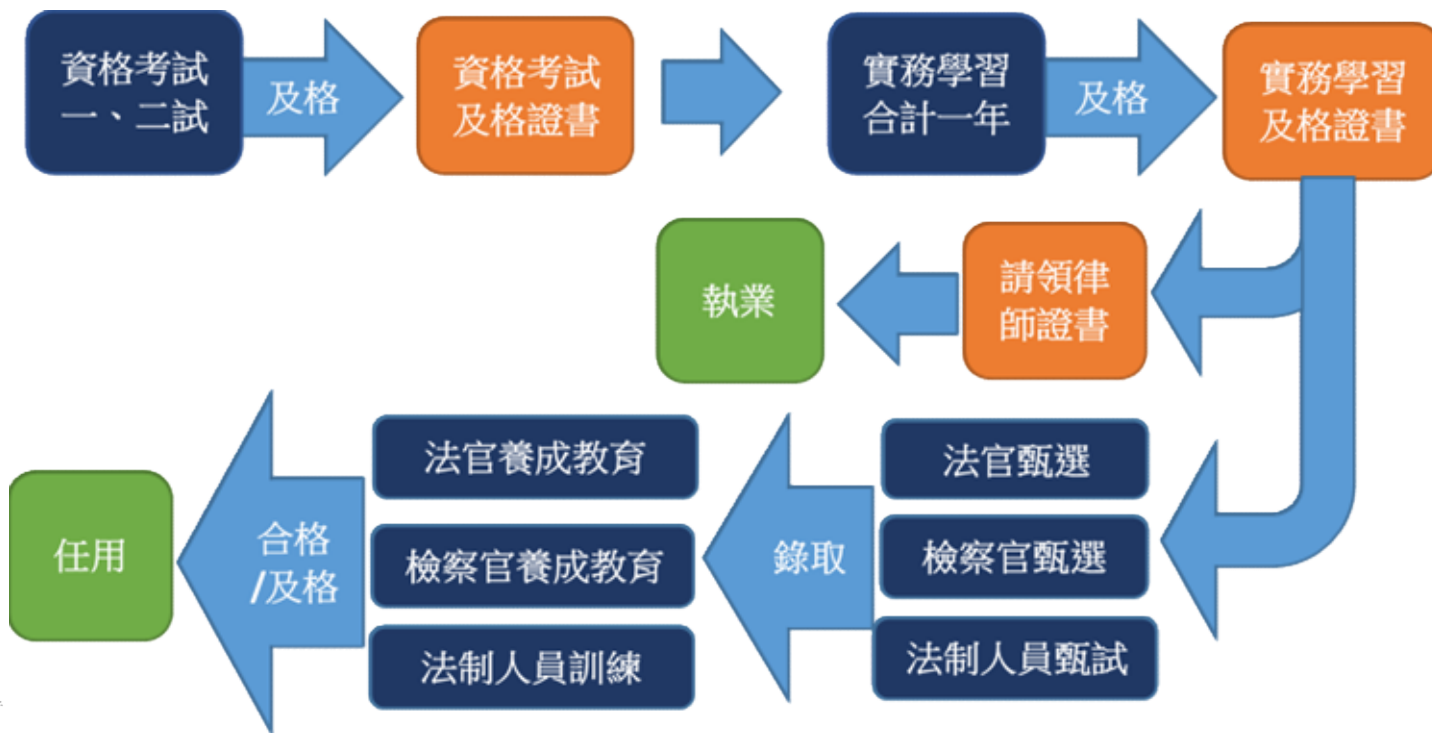 資格考試
一、二試
及格
資格考試
及格證書
實務學習
合計一年
及格
實務學習
及格證書
請領律
師證書
執業
法官甄選
檢察官甄選
法制人員甄試
錄取
法官養成教育
檢察官養成教育
法制人員訓練
合格
/及格
任用